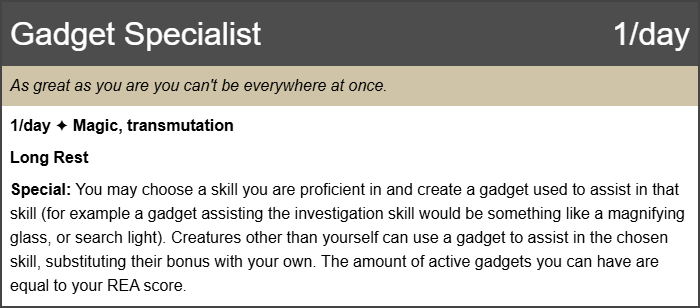 Gadget Specialist 1/day
As great as you are you can't be everywhere at once.
1/day ✦ Magic, transmutation
Long Rest
Special: You may choose a skill you are proficient in and create a gadget used to assist in that
skill (for example a gadget assisting the investigation skill would be something like a magnifying
glass, or search light). Creatures other than yourself can use a gadget to assist in the chosen
skill, substituting their bonus with your own. The amount of active gadgets you can have are
equal to your REA score.